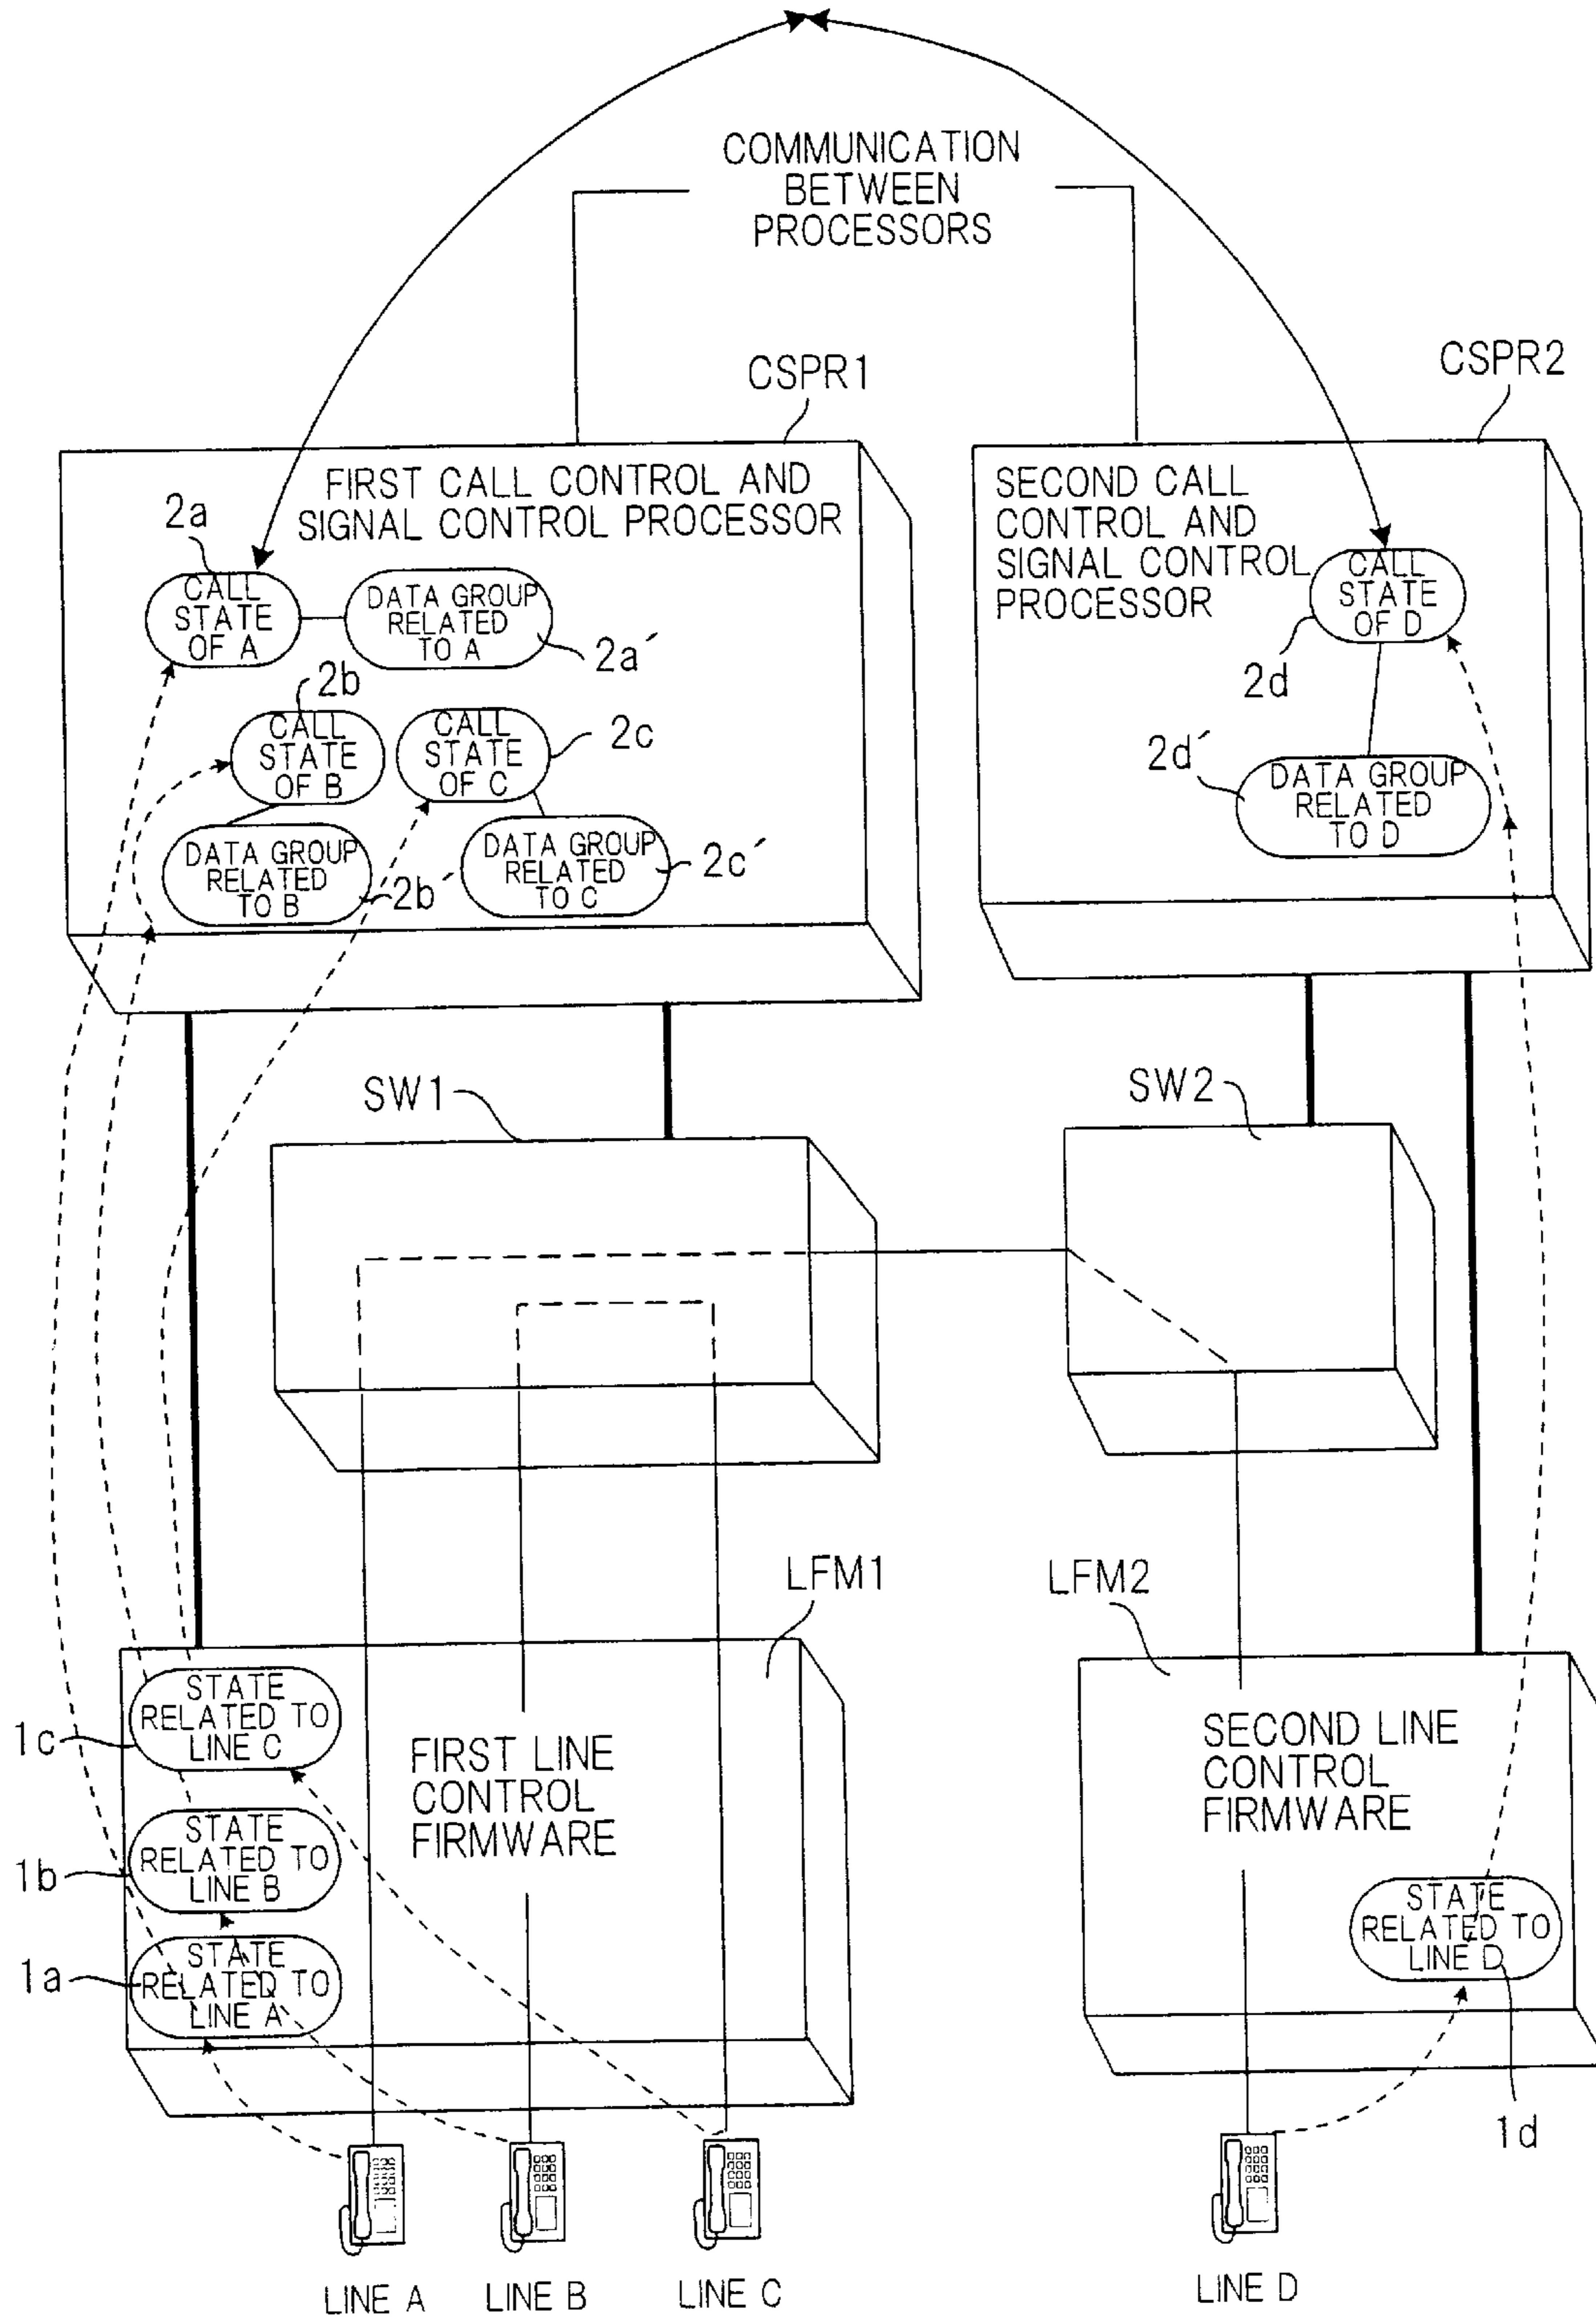 COMMUNICATION
BETWEEN
PROCESSORS
CSPR1
CSPR2
FIRST CALL CONTROL AND
SIGNAL CONTROL PROCESSOR
2a
CALL
STATE
OF A
DATA GROUP
RELATED
TO A
2a´
2b
CALL
STATE
OF B
CALL
STATE
OF C
2c
DATA GROUP
RELATED
TO B
2b´
DATA GROUP
RELATED
TO C
2c´
SECOND CALL
CONTROL AND
SIGNAL CONTROL
PROCESSOR
CALL
STATE
OF D
2d
2d´
DATA GROUP
RELATED
TO D
SW1
SW2
LFM1
LFM2
STATE
RELATED TO
LINE C
1c
FIRST LINE
CONTROL
FIRMWARE
STATE
RELATED TO
LINE B
1b
STATE
RELATED TO
LINE A
1a
SECOND LINE
CONTROL
FIRMWARE
STATE
RELATED TO
LINE D
1d
LINE A
LINE B
LINE C
LINE D